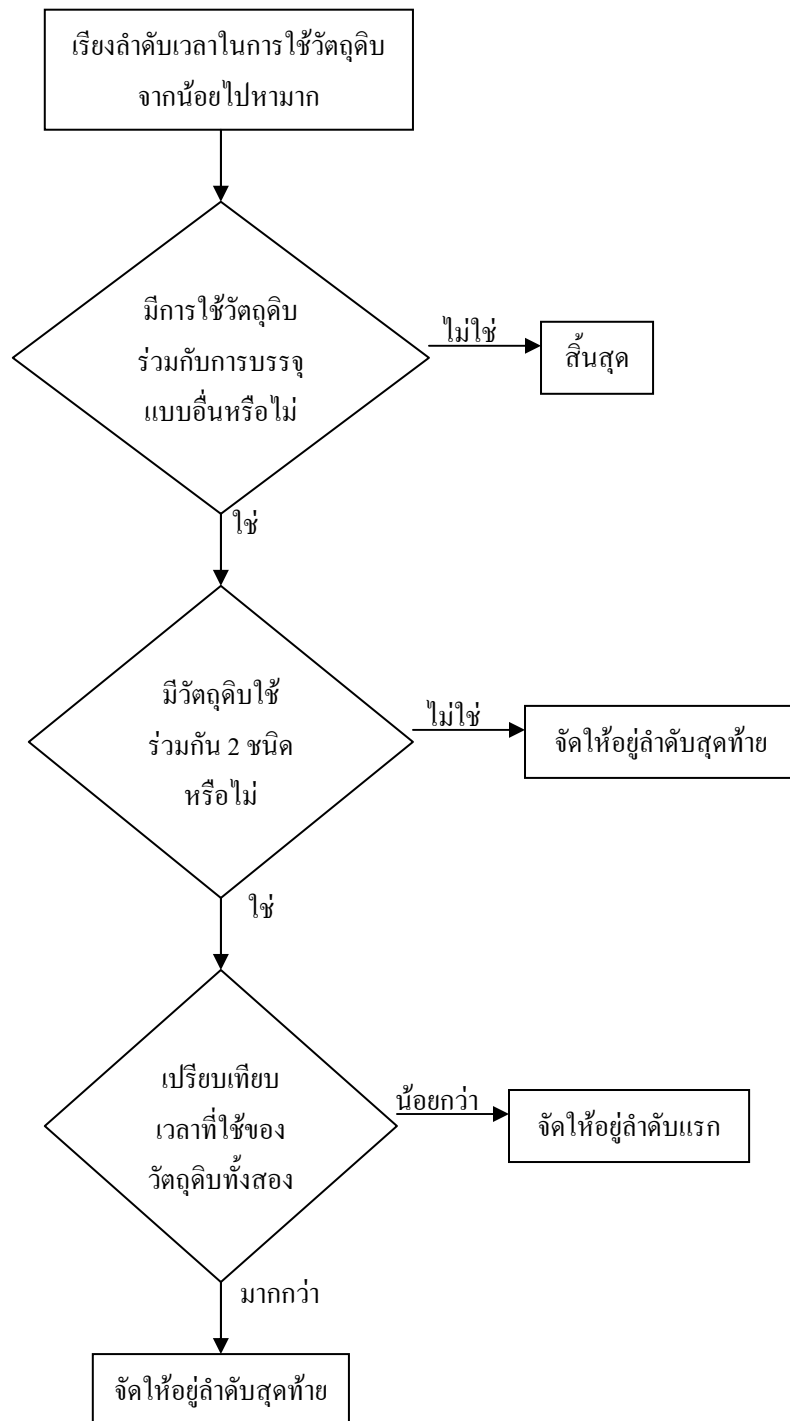 เรียงลำดับเวลาในการใช้วัตถุดิบ
จากน้อยไปหามาก
มีการใช้วัตถุดิบ
ร่วมกับการบรรจุ
แบบอื่นหรือไม่
ไม่ใช่
สิ้นสุด
ใช่
มีวัตถุดิบใช้
ร่วมกัน 2 ชนิด
หรือไม่
ไม่ใช่
จัดให้อยู่ลำดับสุดท้าย
ใช่
เปรียบเทียบ
เวลาที่ใช้ของ
วัตถุดิบทั้งสอง
น้อยกว่า
จัดให้อยู่ลำดับแรก
มากกว่า
จัดให้อยู่ลำดับสุดท้าย